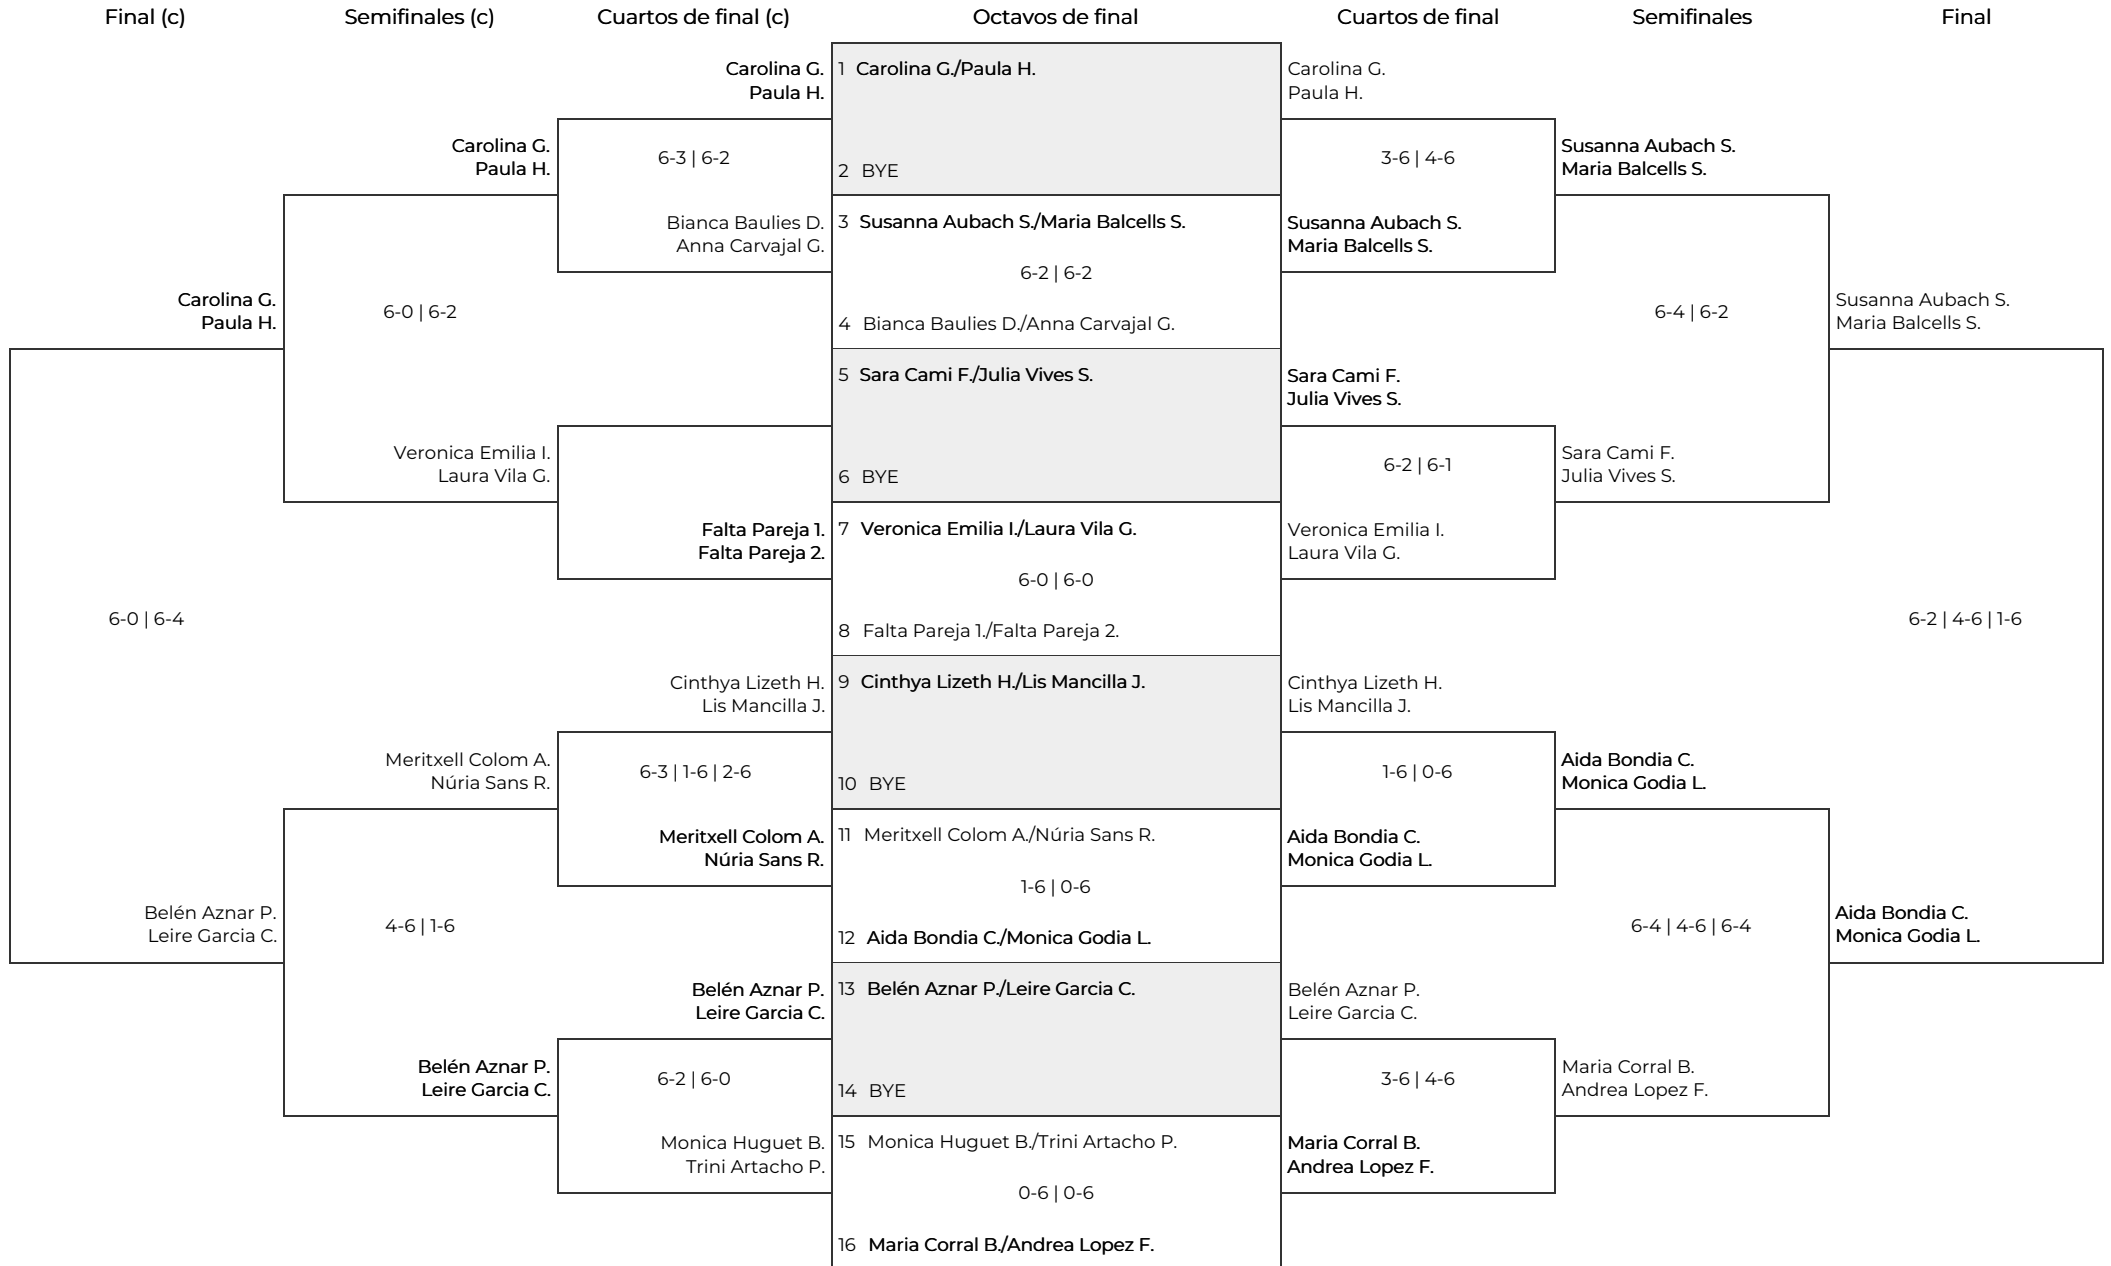 Final (c)
Semifinales (c)
Cuartos de final (c)
Octavos de final
Cuartos de final
Semifinales
Final
Carolina G.
Paula H.
6-0 | 6-4
Belén Aznar P.
Leire Garcia C.
Carolina G.
Paula H.
6-0 | 6-2
Veronica Emilia I.
Laura Vila G.
Meritxell Colom A.
Núria Sans R.
4-6 | 1-6
Belén Aznar P.
Leire Garcia C.
Carolina G.
Paula H.
6-3 | 6-2
Bianca Baulies D.
Anna Carvajal G.
Falta Pareja 1.
Falta Pareja 2.
Cinthya Lizeth H.
Lis Mancilla J.
6-3 | 1-6 | 2-6
Meritxell Colom A.
Núria Sans R.
Belén Aznar P.
Leire Garcia C.
6-2 | 6-0
Monica Huguet B.
Trini Artacho P.
1 Carolina G./Paula H.
2 BYE
3 Susanna Aubach S./Maria Balcells S.
6-2 | 6-2
4 Bianca Baulies D./Anna Carvajal G.
5 Sara Cami F./Julia Vives S.
6 BYE
7 Veronica Emilia I./Laura Vila G.
6-0 | 6-0
8 Falta Pareja 1./Falta Pareja 2.
9 Cinthya Lizeth H./Lis Mancilla J.
10 BYE
11 Meritxell Colom A./Núria Sans R.
1-6 | 0-6
12 Aida Bondia C./Monica Godia L.
13 Belén Aznar P./Leire Garcia C.
14 BYE
15 Monica Huguet B./Trini Artacho P.
0-6 | 0-6
16 Maria Corral B./Andrea Lopez F.
Carolina G.
Paula H.
3-6 | 4-6
Susanna Aubach S.
Maria Balcells S.
Sara Cami F.
Julia Vives S.
6-2 | 6-1
Veronica Emilia I.
Laura Vila G.
Cinthya Lizeth H.
Lis Mancilla J.
1-6 | 0-6
Aida Bondia C.
Monica Godia L.
Belén Aznar P.
Leire Garcia C.
3-6 | 4-6
Maria Corral B.
Andrea Lopez F.
Susanna Aubach S.
Maria Balcells S.
6-4 | 6-2
Sara Cami F.
Julia Vives S.
Aida Bondia C.
Monica Godia L.
6-4 | 4-6 | 6-4
Maria Corral B.
Andrea Lopez F.
Susanna Aubach S.
Maria Balcells S.
6-2 | 4-6 | 1-6
Aida Bondia C.
Monica Godia L.